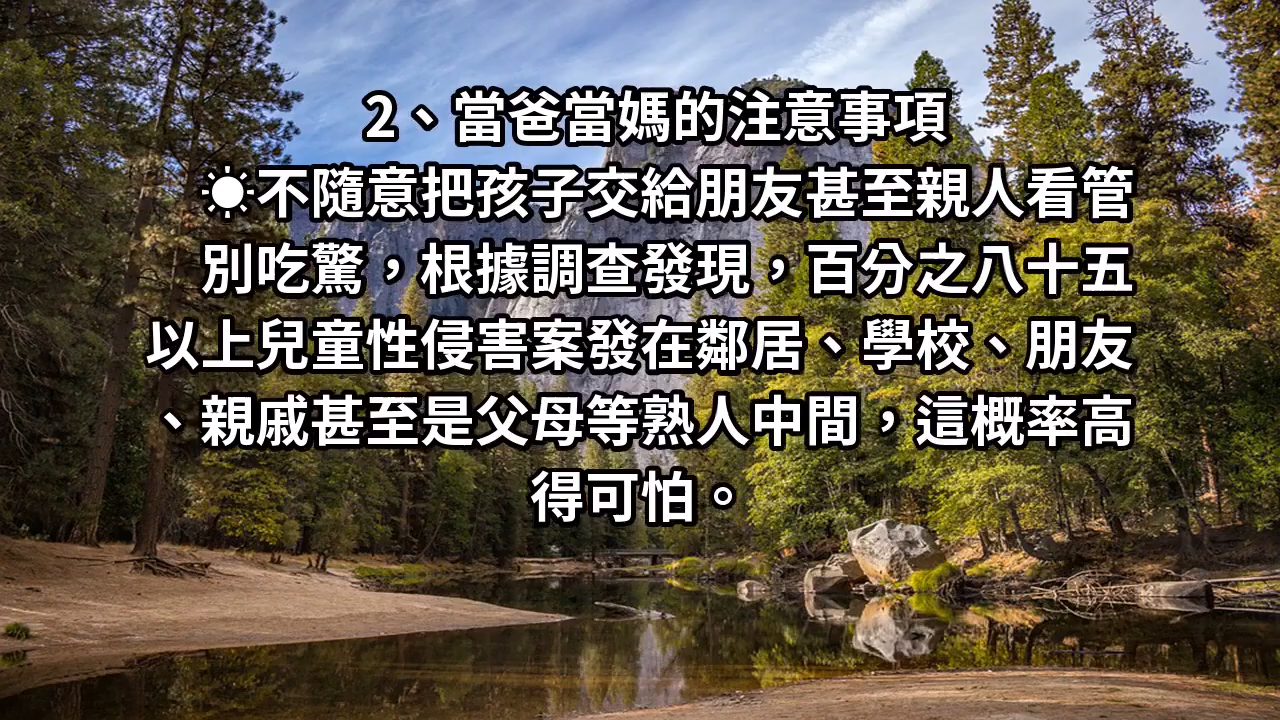 2、當爸當媽的注意事項
☀不隨意把孩子交給朋友甚至親人看管
別吃驚，根據調查發現，百分之八十五
以上兒童性侵害案發在鄰居、學校、朋友
、親戚甚至是父母等熟人中間，這概率高
得可怕。